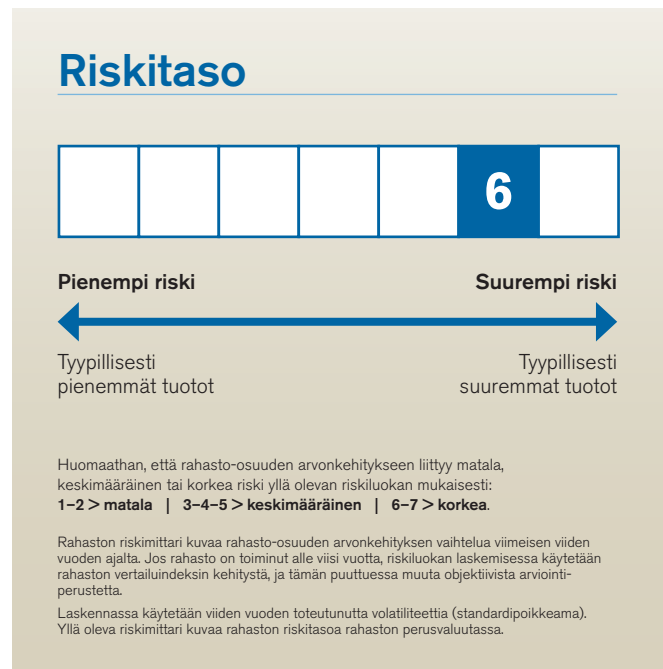 Riskitaso
6
Pienempi riski Suurempi riski
Tyypillisesti
pienemmät tuotot
Tyypillisesti
suuremmat tuotot
Huomaathan, että rahasto-osuuden arvonkehitykseen liittyy matala,
keskimääräinen tai korkea riski yllä olevan riskiluokan mukaisesti:
1–2 > matala | 3–4–5 > keskimääräinen | 6–7 > korkea.
Rahaston riskimittari kuvaa rahasto-osuuden arvonkehityksen vaihtelua viimeisen viiden
vuoden ajalta. Jos rahasto on toiminut alle viisi vuotta, riskiluokan laskemisessa käytetään
rahaston vertailuindeksin kehitystä, ja tämän puuttuessa muuta objektiivista arviointi-
perustetta.
Laskennassa käytetään viiden vuoden toteutunutta volatiliteettia (standardipoikkeama).
Yllä oleva riskimittari kuvaa rahaston riskitasoa rahaston perusvaluutassa.